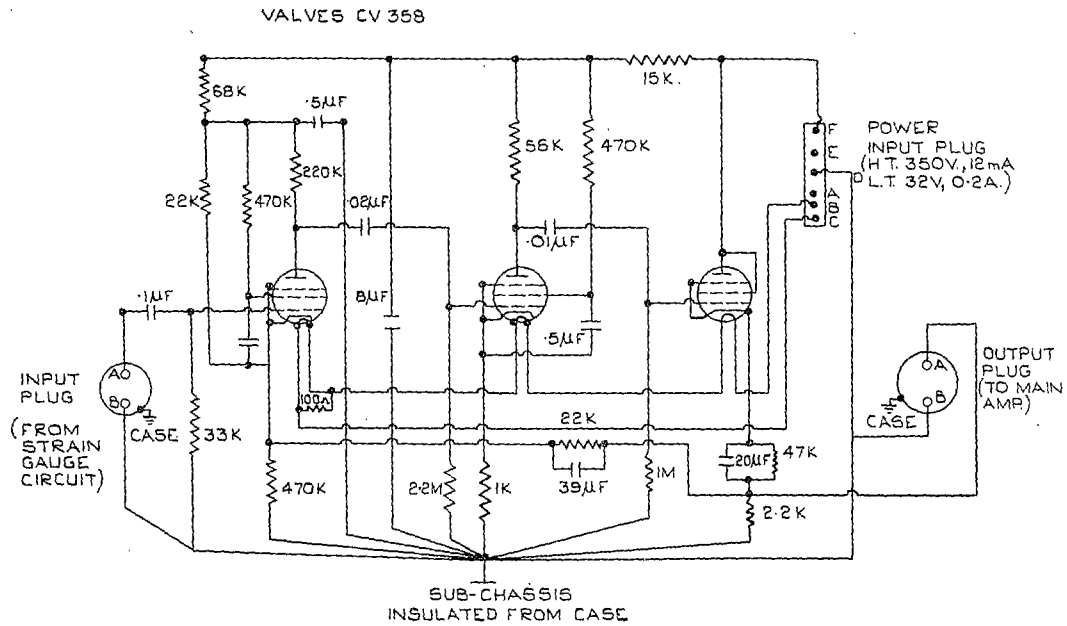 VALVES CV 358
68K
.5µF
15K.
F
E
D
A
B
C
POWER
INPUT PLUG
(H.T. 350V., 12mA
L.T. 32V, 0.2A.)
56K
470K
220K
22K
470K
.02µF
.01µF
.1µF
8µF
.5µF
INPUT
PLUG
(FROM
STRAIN
GAUGE
CIRCUIT)
A
B
CASE
33K
100Ω
22K
A
B
CASE
OUTPUT
PLUG
(TO MAIN
AMP.)
470K
2.2M
1K
39µF
1M
20µF
47K
2.2K
SUB-CHASSIS
INSULATED FROM CASE